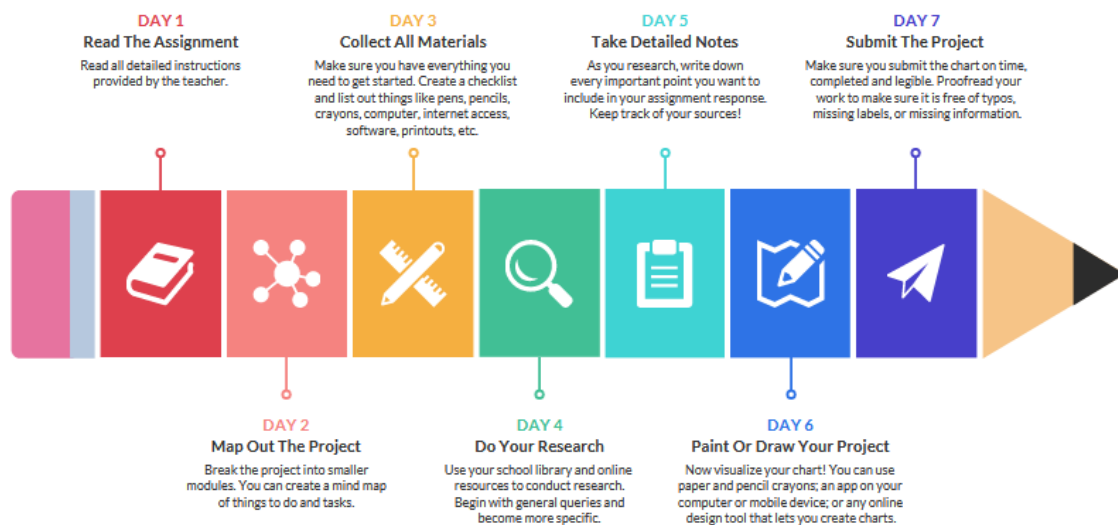 DAY 1
Read The Assignment
Read all detailed instructions
provided by the teacher.
DAY 2
Map Out The Project
Break the project into smaller
modules. You can create a mind map
of things to do and tasks.
DAY 3
Collect All Materials
Make sure you have everything you
need to get started. Create a checklist
and list out things like pens, pencils,
crayons, computer, internet access,
software, printouts, etc.
DAY 4
Do Your Research
Use your school library and online
resources to conduct research.
Begin with general queries and
become more specific.
DAY 5
Take Detailed Notes
As you research, write down
every important point you want to
include in your assignment response.
Keep track of your sources!
DAY 6
Paint Or Draw Your Project
Now visualize your chart! You can use
paper and pencil crayons; an app on your
computer or mobile device; or any online
design tool that lets you create charts.
DAY 7
Submit The Project
Make sure you submit the chart on time,
completed and legible. Proofread your
work to make sure it is free of typos,
missing labels, or missing information.